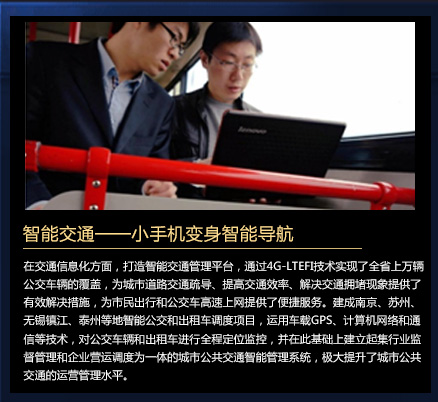 lenovo
智能交通——小手机变身智能导航
在交通信息化方面，打造智能交通管理平台，通过4G-LTEFI技术实现了全省上万辆
公交车辆的覆盖，为城市道路交通疏导、提高交通效率、解决交通拥堵现象提供了
有效解决措施，为市民出行和公交车高速上网提供了便捷服务。建成南京、苏州、
无锡镇江、泰州等地智能公交和出租车调度项目，运用车载GPS、计算机网络和通
信等技术，对公交车辆和出租车进行全程定位监控，并在此基础上建立起集行业监
督管理和企业营运调度为一体的城市公共交通智能管理系统，极大提升了城市公共
交通的运营管理水平。